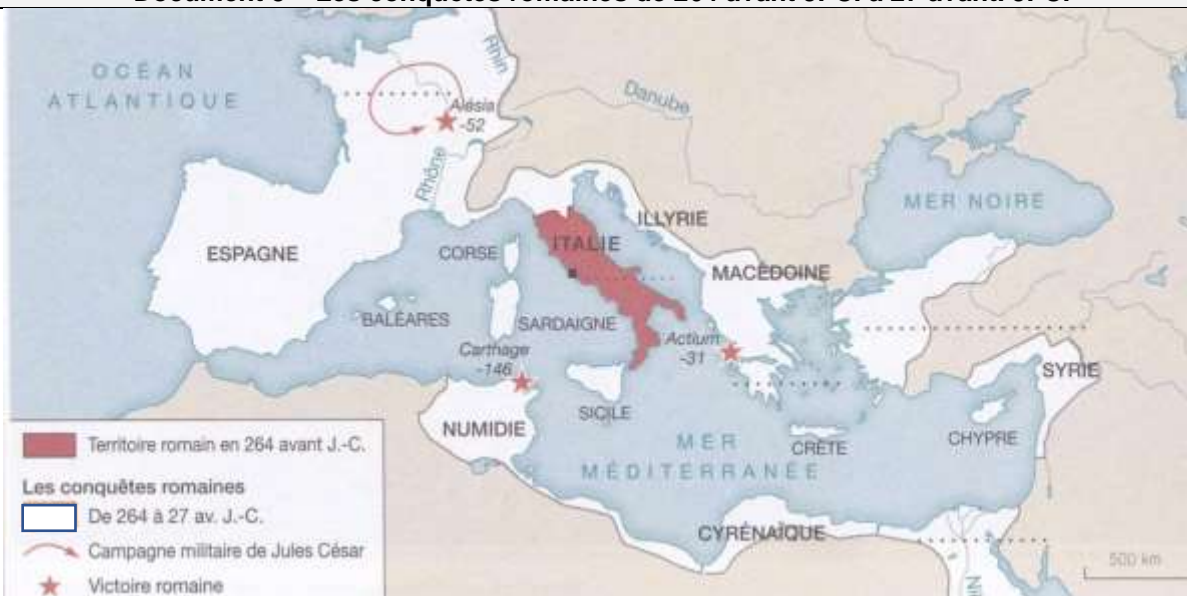 OCÉAN
ATLANTIQUE
Rhin
Danube
Alésia
-52
Rhône
MER NOIRE
ILLYRIE
ESPAGNE
CORSE
ITALIE
MACÉDOINE
BALÉARES
SARDAIGNE
Actium
-31
Carthage
-146
SYRIE
SICILE
NUMIDIE
MER
MÉDITERRANÉE
CRÈTE
CHYPRE
CYRÉNAÏQUE
500 km
Territoire romain en 264 avant J.-C.
Les conquêtes romaines
De 264 à 27 av. J.-C.
Campagne militaire de Jules César
Victoire romaine